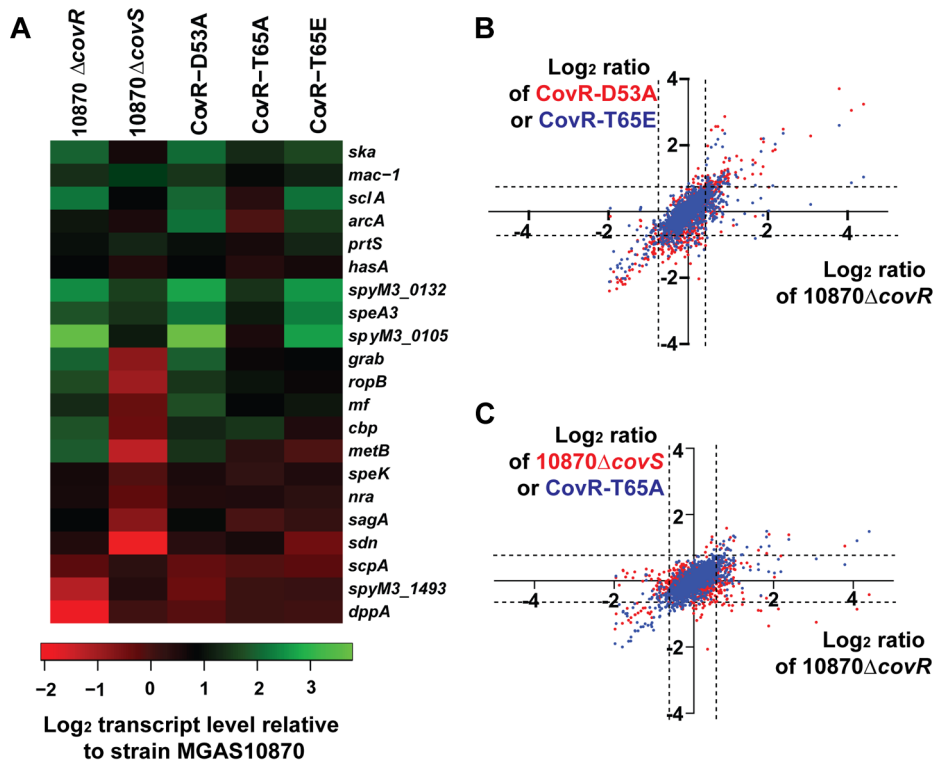 A
10870 ΔcovR
10870ΔcovS
CovR−D53A
CovR−T65A
CovR−T65E
ska
mac−1
sclA
arcA
prtS
hasA
spyM3_0132
speA3
spyM3_0105
grab
ropB
mf
cbp
metB
speK
nra
sagA
sdn
scpA
spyM3_1493
dppA
−2 −1 0 1 2 3
Log2 transcript level relative
to strain MGAS10870
B
Log2 ratio
of CovR-D53A
or CovR-T65E
4
2
-4 -2 2 4
-2
-4
Log2 ratio
of 10870ΔcovR
C
Log2 ratio
of 10870ΔcovS
or CovR-T65A
4
2
-4 -2 2 4
-2
-4
Log2 ratio
of 10870ΔcovR